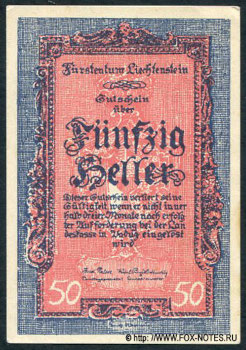 Fürstentum Liechtenstein
Gutschein
über
Fünfzig
Heller
Dieser Gutschein verliert seine
Gültigkeit wenn er nicht inner
halb dreier Monate nach erfolg
ter Aufforderung bei der Lan
deskasse in Vaduz eingelöst
wird.
50 50
© HTTP://WWW.FOX-NOTES.RU